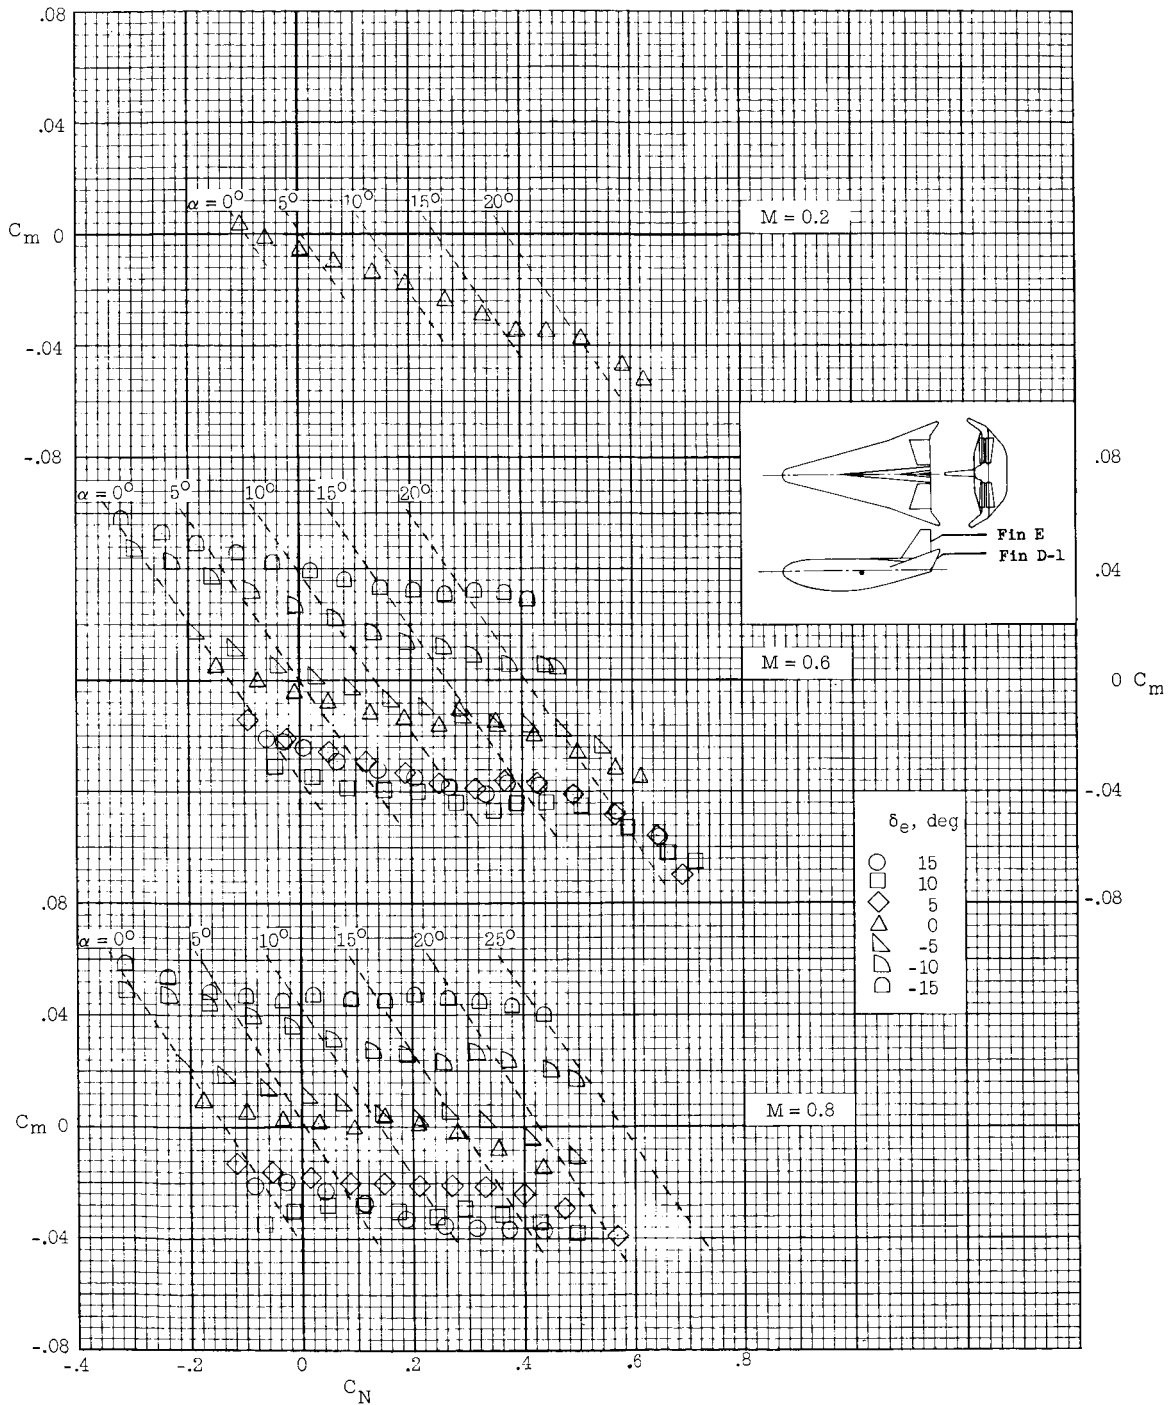 .08
.04
C_m 0
-.04
-.08
α = 0° 5° 10° 15° 20°
M = 0.2
Fin E
Fin D-1
.08
.04
0 C_m
-.04
-.08
α = 0° 5° 10° 15° 20°
M = 0.6
δ_e, deg
15
10
5
0
-5
-10
-15
.08
.04
C_m 0
-.04
-.08
α = 0° 5° 10° 15° 20° 25°
M = 0.8
-.4 -.2 0 .2 .4 .6 .8
C_N